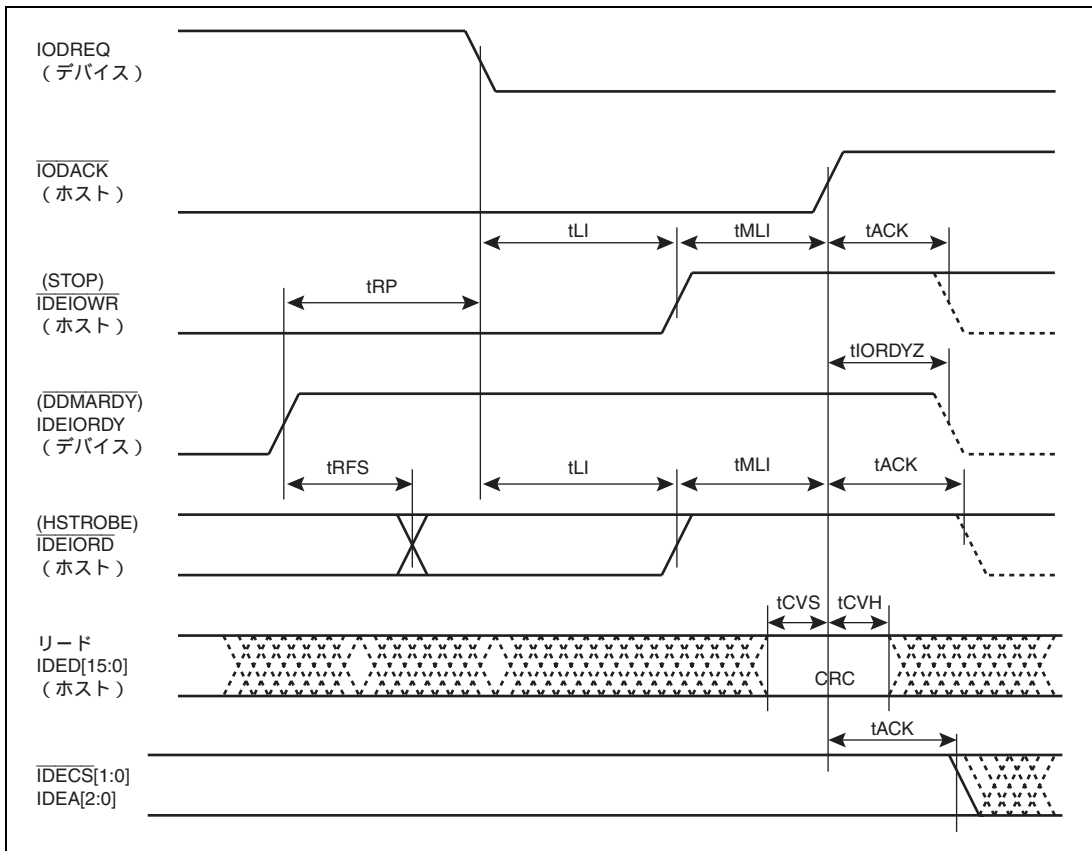 IODREQ
（デバイス）
IODACK
（ホスト）
tLI
tMLI
tACK
(STOP)
IDEIOWR
（ホスト）
tRP
tIORDYZ
(DDMARDY)
IDEIORDY
（デバイス）
tRFS
tLI
tMLI
tACK
(HSTROBE)
IDEIORD
（ホスト）
tCVS
tCVH
リード
IDED[15:0]
（ホスト）
CRC
tACK
IDECS[1:0]
IDEA[2:0]